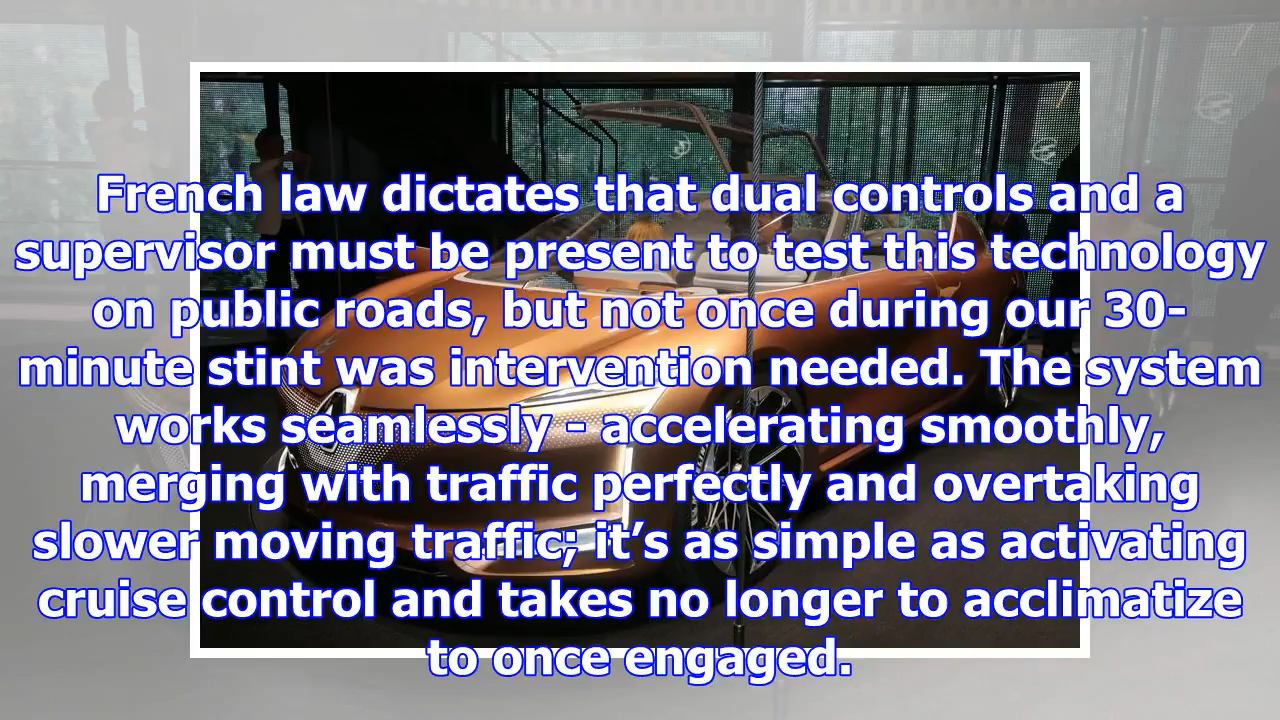 French law dictates that dual controls and a
supervisor must be present to test this technology
on public roads, but not once during our 30-
minute stint was intervention needed. The system
works seamlessly - accelerating smoothly,
merging with traffic perfectly and overtaking
slower moving traffic; it’s as simple as activating
cruise control and takes no longer to acclimatize
to once engaged.